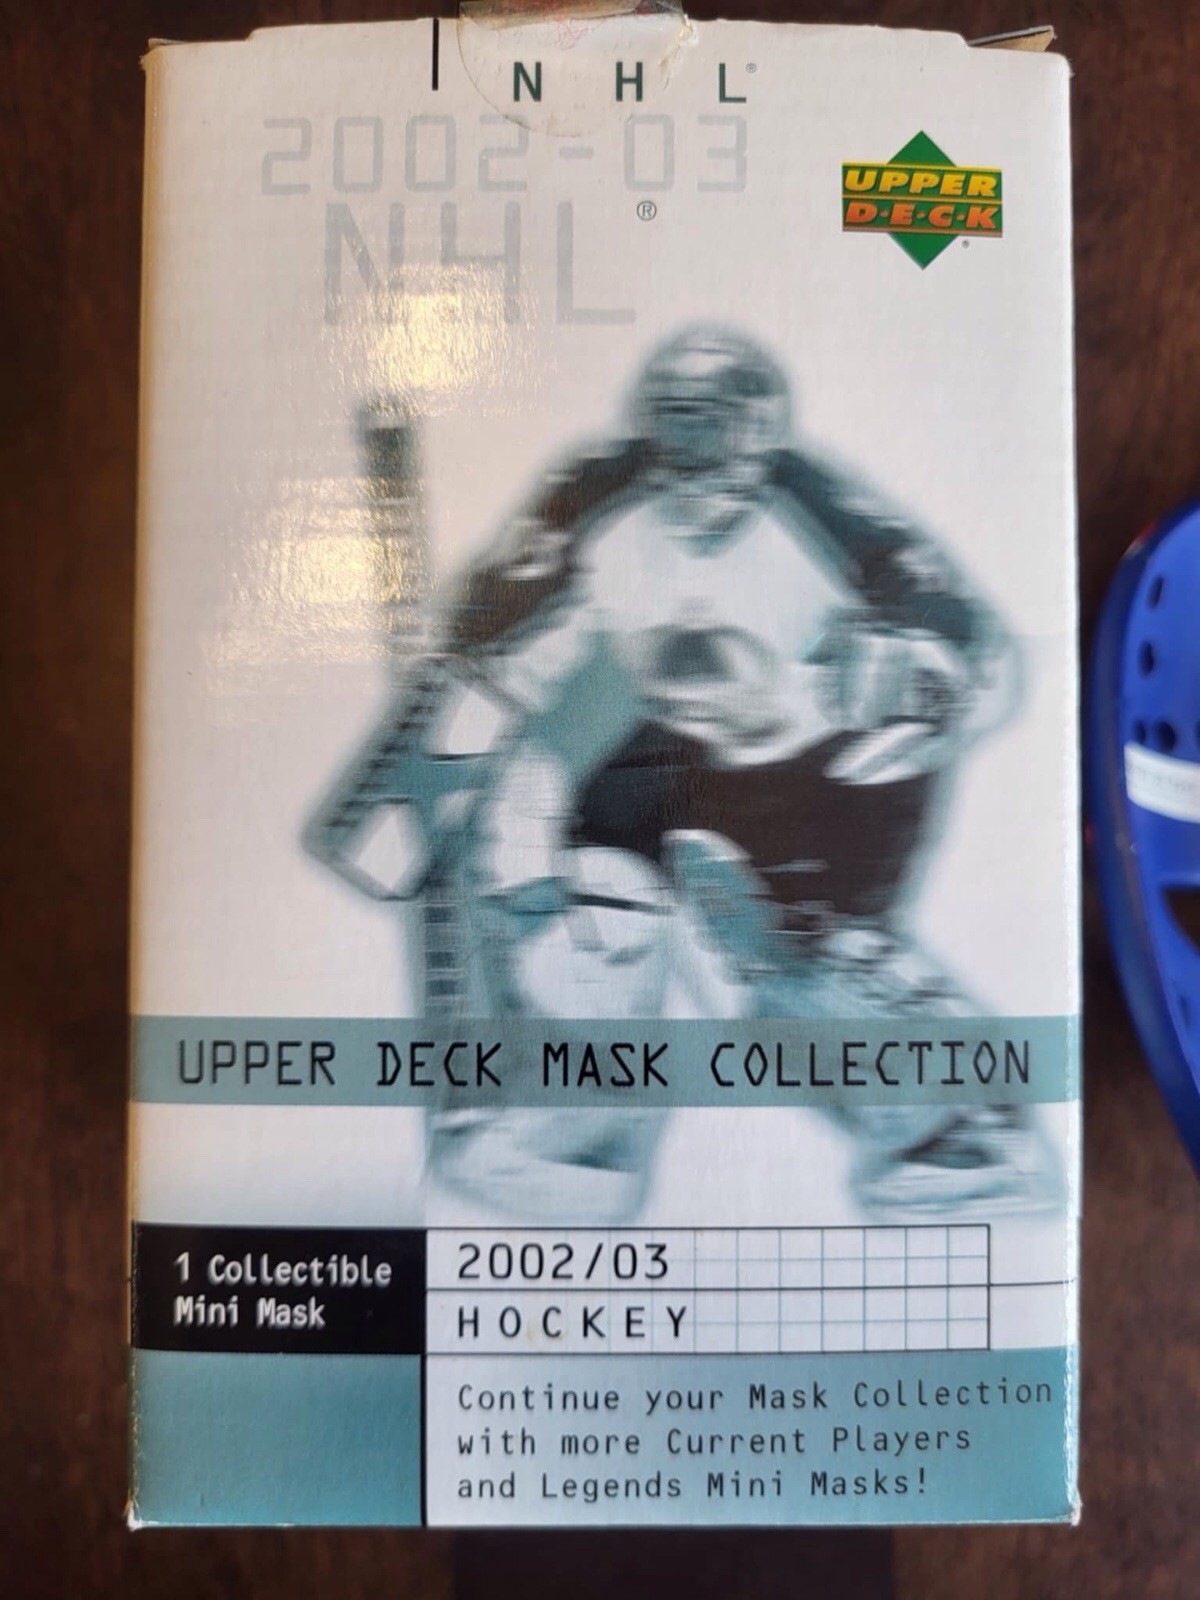 NHL®
2002-03
NHL®
UPPER
D·E·C·K®
UPPER DECK MASK COLLECTION
1 Collectible
Mini Mask
2002/03
HOCKEY
Continue your Mask Collection
with more Current Players
and Legends Mini Masks!